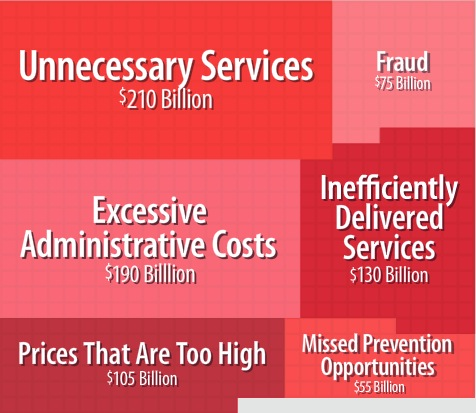 Unnecessary Services
$210 Billion
Fraud
$75 Billion
Excessive
Administrative Costs
$190 Billlion
Inefficiently
Delivered
Services
$130 Billion
Prices That Are Too High
$105 Billion
Missed Prevention
Opportunities
$55 Billion